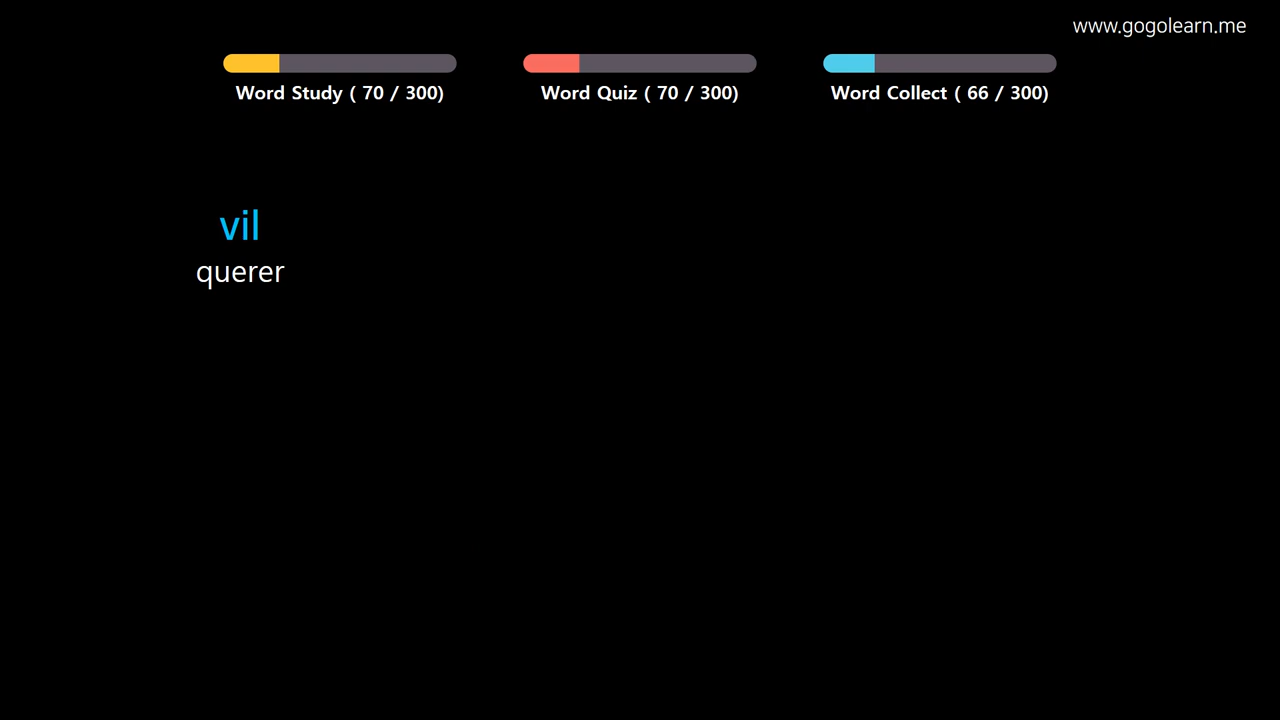 www.gogolearn.me
Word Study ( 70 / 300)
Word Quiz ( 70 / 300)
Word Collect ( 66 / 300)
vil
querer